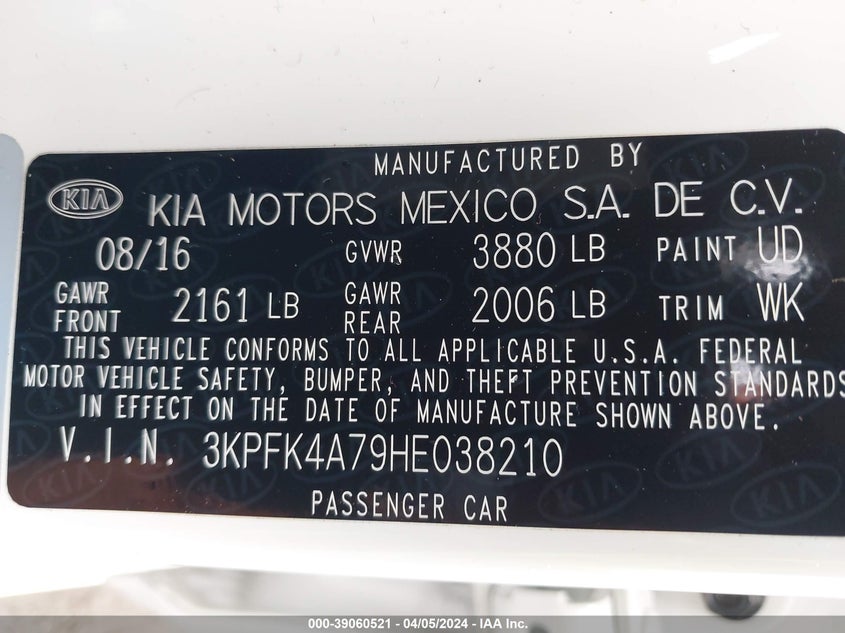 MANUFACTURED BY
KIA KIA MOTORS MEXICO S.A. DE C.V.
08/16 GVWR 3880 LB PAINT UD
GAWR FRONT 2161 LB GAWR REAR 2006 LB TRIM WK
THIS VEHICLE CONFORMS TO ALL APPLICABLE U.S.A. FEDERAL
MOTOR VEHICLE SAFETY, BUMPER, AND THEFT PREVENTION STANDARDS
IN EFFECT ON THE DATE OF MANUFACTURE SHOWN ABOVE.
V.I.N. 3KPFK4A79HE038210
PASSENGER CAR
000-39060521 - 04/05/2024 - IAA Inc.